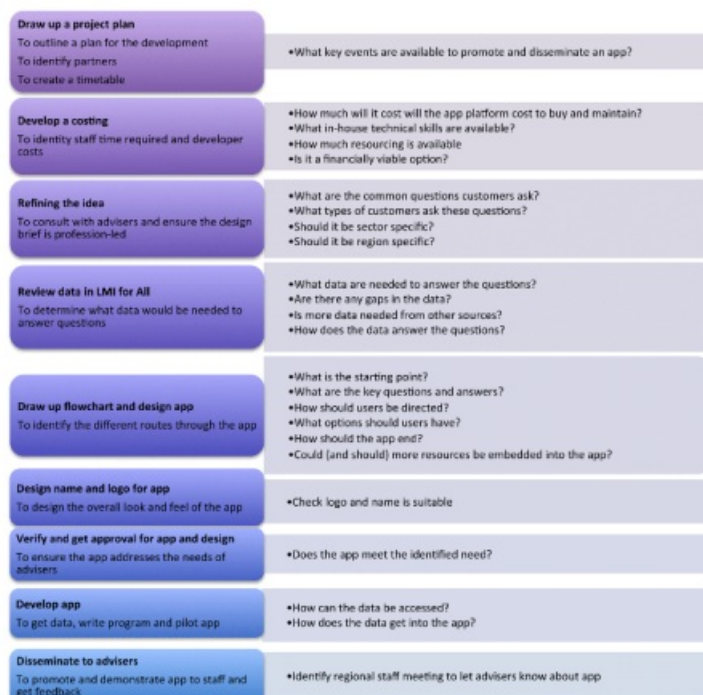 Draw up a project plan
To outline a plan for the development
To identify partners
To create a timetable
•What key events are available to promote and disseminate an app?
Develop a costing
To identity staff time required and developer
costs
•How much will it cost will the app platform cost to buy and maintain?
•What in-house technical skills are available?
•How much resourcing is available
•Is it a financially viable option?
Refining the idea
To consult with advisers and ensure the design
brief is profession-led
•What are the common questions customers ask?
•What types of customers ask these questions?
•Should it be sector specific?
•Should it be region specific?
Review data in LMI for All
To determine what data would be needed to
answer questions
•What data are needed to answer the questions?
•Are there any gaps in the data?
•Is more data needed from other sources?
•How does the data answer the questions?
Draw up flowchart and design app
To identify the different routes through the app
•What is the starting point?
•What are the key questions and answers?
•How should users be directed?
•What options should users have?
•How should the app end?
•Could (and should) more resources be embedded into the app?
Design name and logo for app
To design the overall look and feel of the app
•Check logo and name is suitable
Verify and get approval for app and design
To ensure the app addresses the needs of
advisers
•Does the app meet the identified need?
Develop app
To get data, write program and pilot app
•How can the data be accessed?
•How does the data get into the app?
Disseminate to advisers
To promote and demonstrate app to staff and
get feedback
•Identify regional staff meeting to let advisers know about app